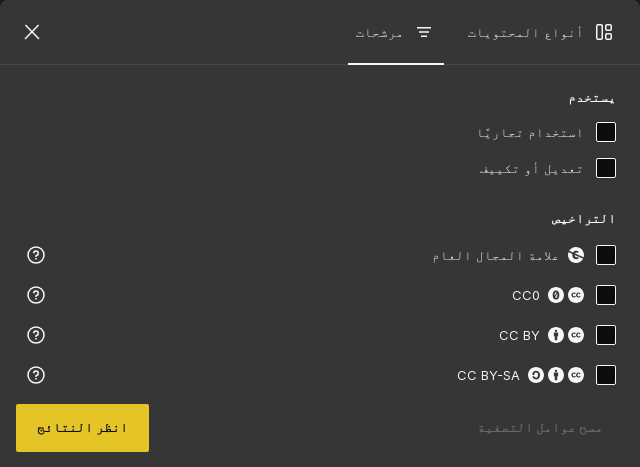 أنواع المحتويات
مرشحات
يستخدم
استخدام تجاريًا
تعديل أو تكييف
التراخيص
علامة المجال العام
CC0
CC BY
CC BY-SA
مسح عوامل التصفية
انظر النتائج